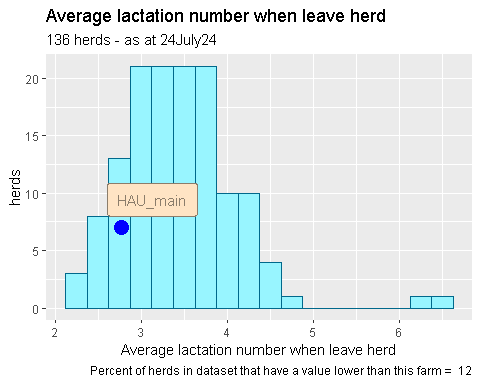 Average lactation number when leave herd
136 herds - as at 24July24
20
15
10
5
0
herds
HAU_main
2 3 4 5 6
Average lactation number when leave herd
Percent of herds in dataset that have a value lower than this farm = 12